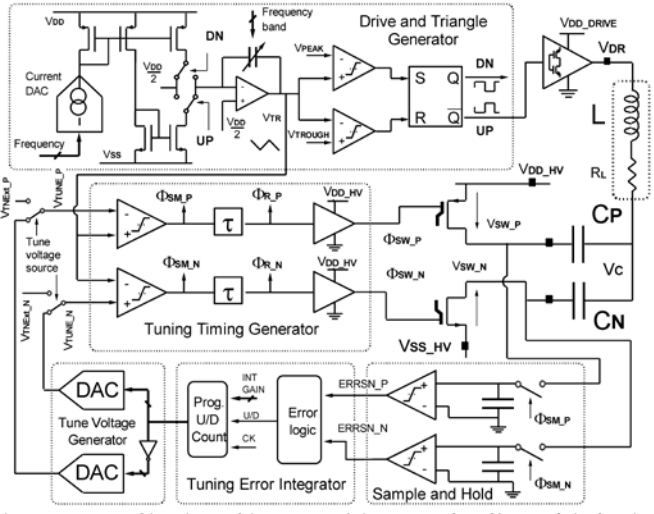 Frequency
band
Drive and Triangle
Generator
VDD_DRIVE
VDD
DN
VPEAK
DN
VDR
VDD
2
Current
DAC
S Q
R Q
L
VTR
VDD
2
VTROUGH
UP
UP
Frequency
VSS
RL
VTNExt_P
VTUNE_P
VDD_HV
ΦSM_P
ΦR_P
VDD_HV
CP
τ
VSW_P
ΦSW_P
Tune
voltage
source
ΦSM_N
ΦR_N
VDD_HV
ΦSW_N
VSW_N
Vc
VTNExt_N
VTUNE_N
τ
CN
Tuning Timing Generator
VSS_HV
DAC
Tune Voltage
Generator
DAC
INT
GAIN
Prog.
U/D
Count
U/D
CK
Error
logic
Tuning Error Integrator
ERRSN_P
ΦSM_P
ERRSN_N
ΦSM_N
Sample and Hold